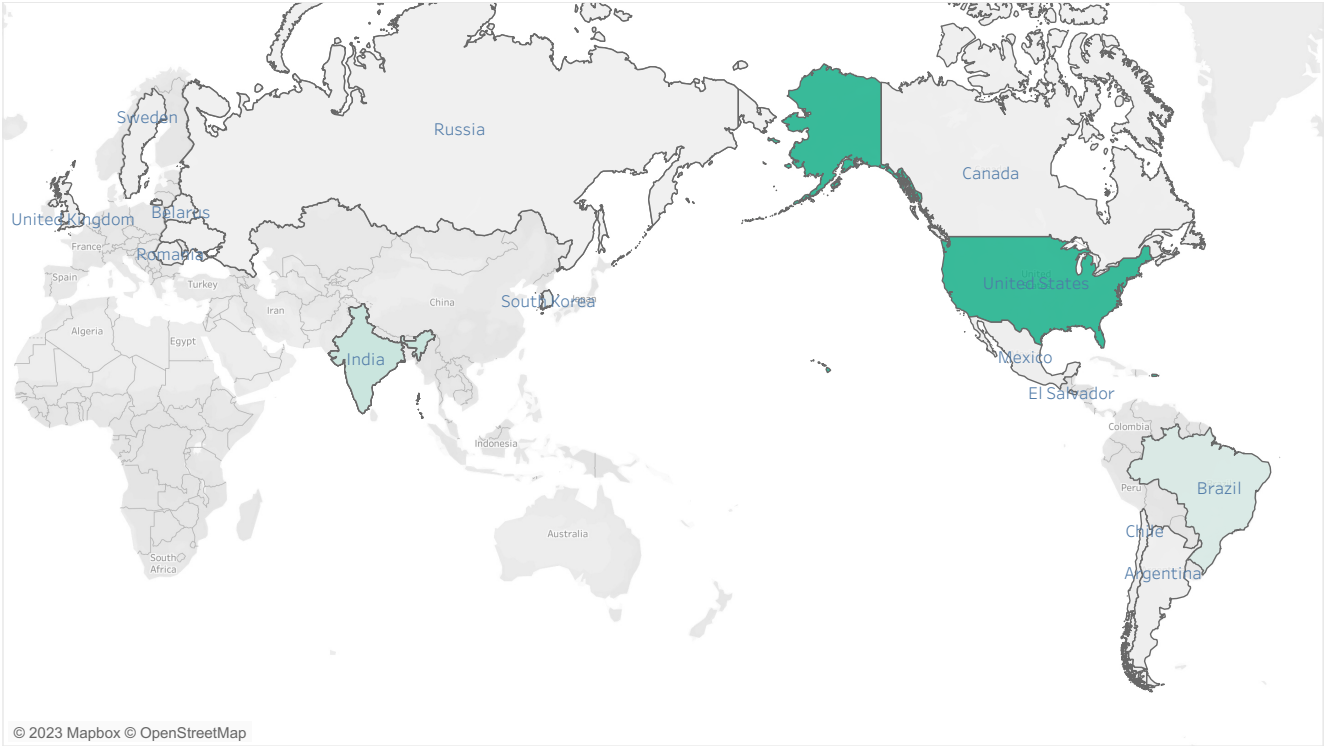 Sweden
Russia
Canada
United Kingdom
Belarus
France
Romania
Spain
Turkey
United States
Iran
China
South Korea
Japan
Algeria
Egypt
India
Mexico
El Salvador
Colombia
Indonesia
Peru
Brazil
Australia
Chile
South
Africa
Argentina
© 2023 Mapbox © OpenStreetMap